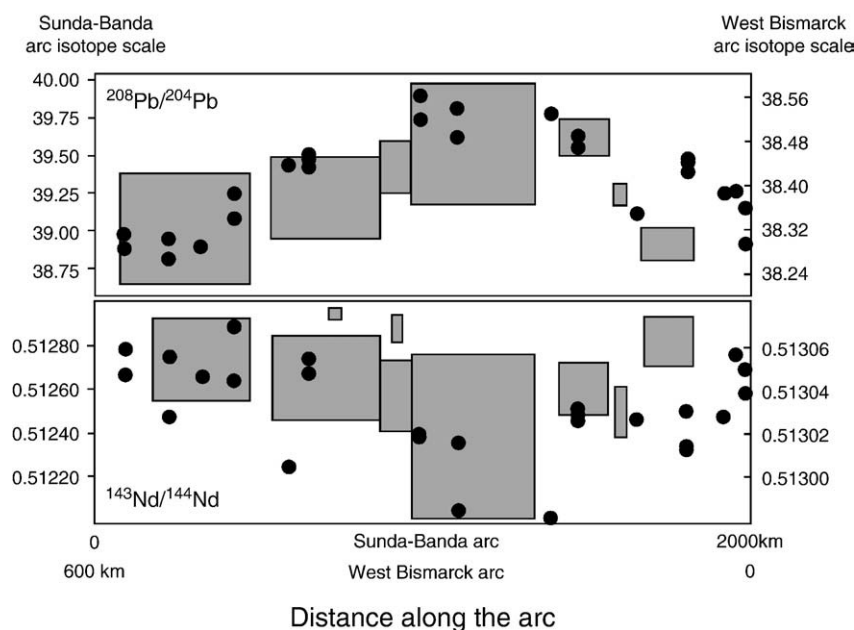 Sunda-Banda
arc isotope scale
West Bismarck
arc isotope scale
40.00
39.75
39.50
39.25
39.00
38.75
²⁰⁸Pb/²⁰⁴Pb
38.56
38.48
38.40
38.32
38.24
0.51280
0.51260
0.51240
0.51220
¹⁴³Nd/¹⁴⁴Nd
0.51306
0.51304
0.51302
0.51300
0 Sunda-Banda arc 2000km
600 km West Bismarck arc 0
Distance along the arc